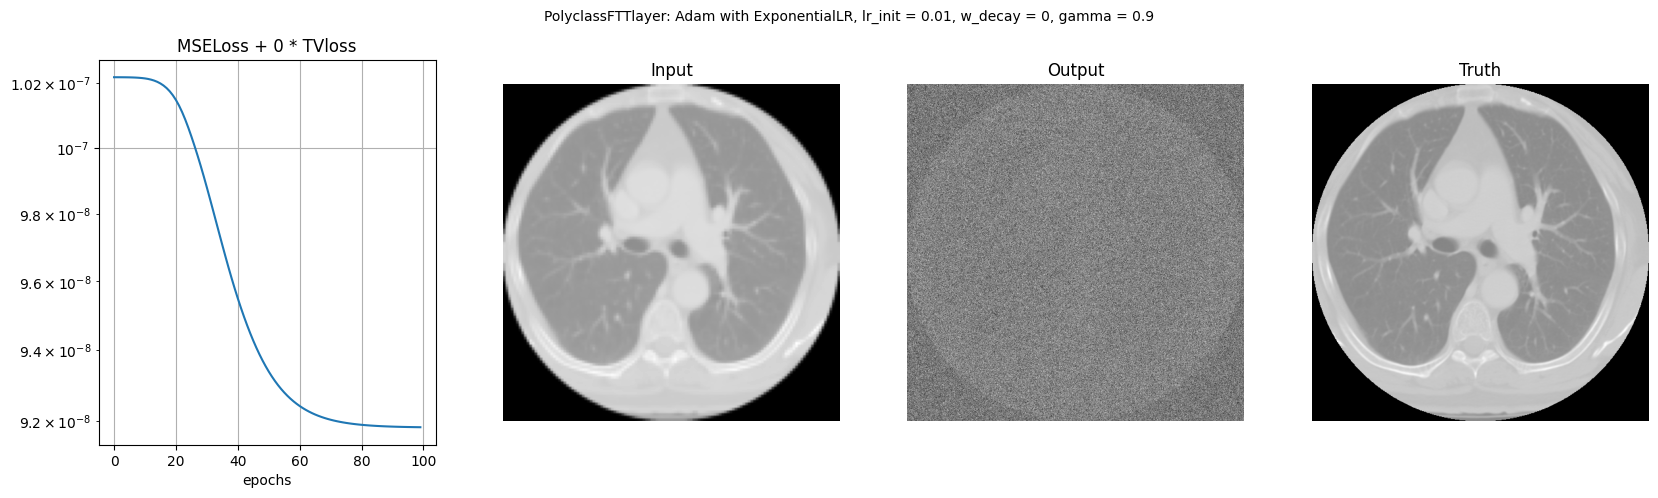 PolyclassFTTlayer: Adam with ExponentialLR, lr_init = 0.01, w_decay = 0, gamma = 0.9
MSELoss + 0 * TVloss
1.02 × 10⁻⁷
10⁻⁷
9.8 × 10⁻⁸
9.6 × 10⁻⁸
9.4 × 10⁻⁸
9.2 × 10⁻⁸
0 20 40 60 80 100
epochs
Input
Output
Truth